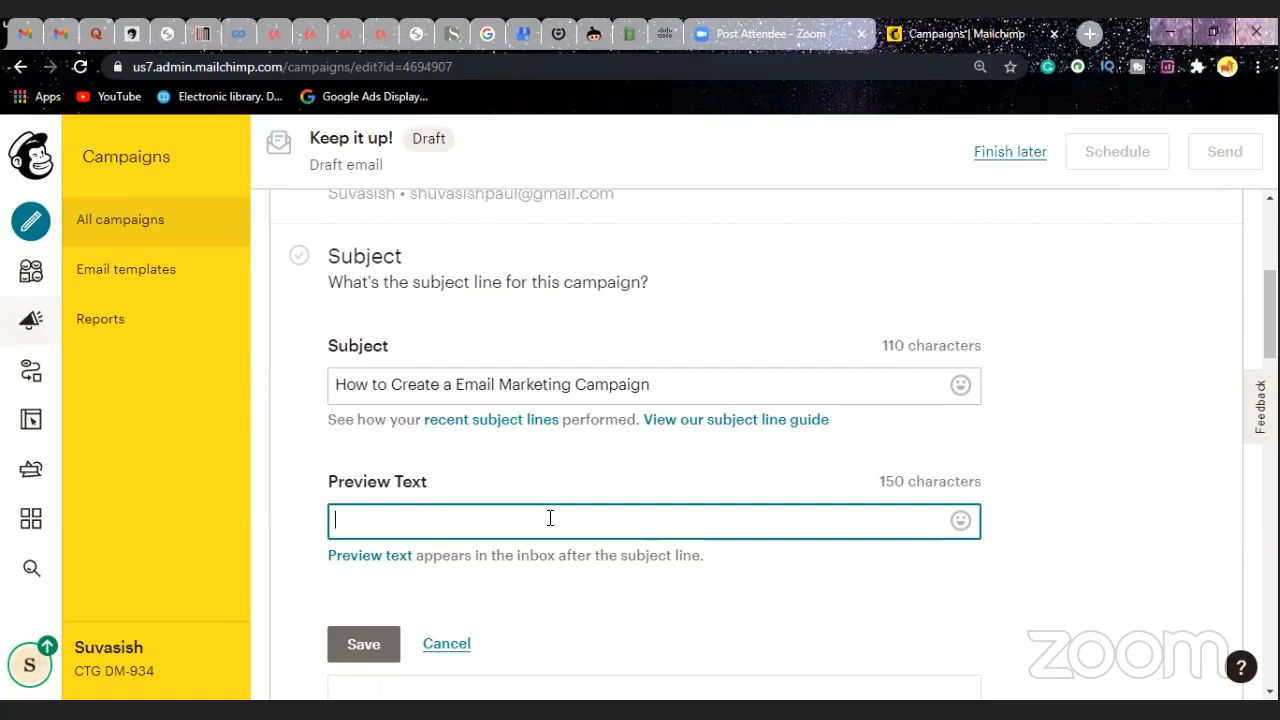 Post Attendee - Zoom
Campaigns | Mailchimp
us7.admin.mailchimp.com/campaigns/edit?id=4694907
Apps
YouTube
Electronic library. D...
Google Ads Display...
Campaigns
All campaigns
Email templates
Reports
Suvasish
CTG DM-934
S
Keep it up!
Draft
Draft email
Finish later
Schedule
Send
Suvasish • shuvasishpaul@gmail.com
Subject
What's the subject line for this campaign?
Subject
110 characters
How to Create a Email Marketing Campaign
See how your recent subject lines performed. View our subject line guide
Preview Text
150 characters
Preview text appears in the inbox after the subject line.
Save
Cancel
Feedback
zoom
?